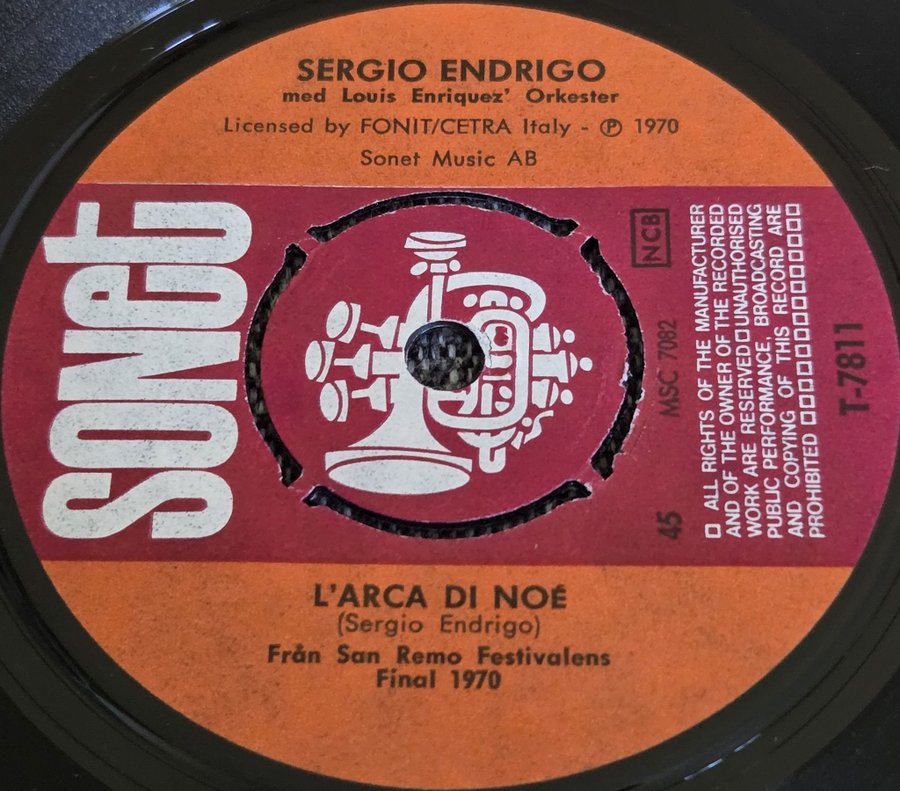 SERGIO ENDRIGO
med Louis Enriquez' Orkester
Licensed by FONIT/CETRA Italy - Ⓟ 1970
Sonet Music AB
sonet
NCB
MSC 7082
45
□ ALL RIGHTS OF THE MANUFACTURER
AND OF THE OWNER OF THE RECORDED
WORK ARE RESERVED □ UNAUTHORISED
PUBLIC PERFORMANCE, BROADCASTING
AND COPYING OF THIS RECORD ARE
PROHIBITED □□□□□□□□□□□□
T-7811
L'ARCA DI NOÉ
(Sergio Endrigo)
Från San Remo Festivalens
Final 1970